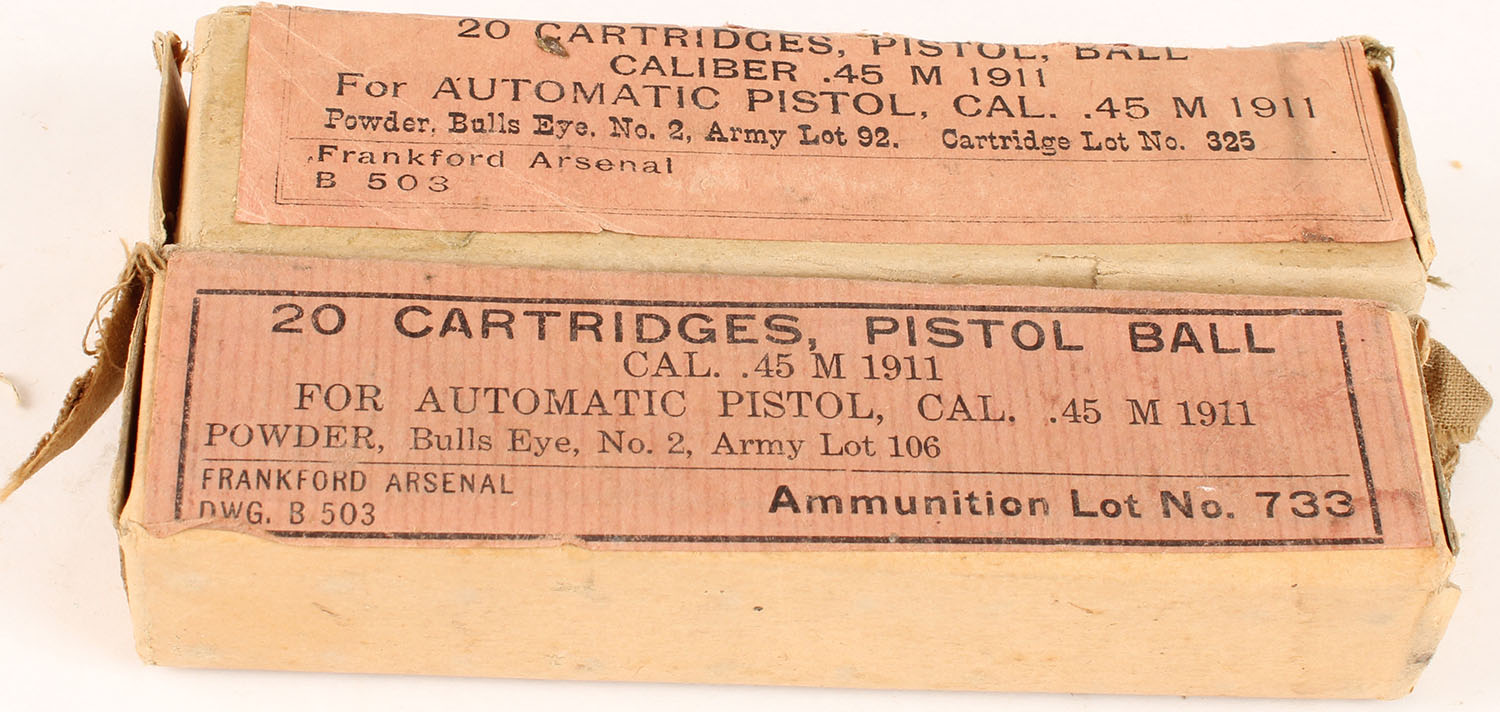 20 CARTRIDGES, PISTOL, BALL
CALIBER .45 M 1911
For AUTOMATIC PISTOL, CAL. .45 M 1911
Powder, Bulls Eye, No. 2, Army Lot 92. Cartridge Lot No. 325
Frankford Arsenal
B 503
20 CARTRIDGES, PISTOL BALL
CAL. .45 M 1911
FOR AUTOMATIC PISTOL, CAL. .45 M 1911
POWDER, Bulls Eye, No. 2, Army Lot 106
FRANKFORD ARSENAL
DWG. B 503
Ammunition Lot No. 733